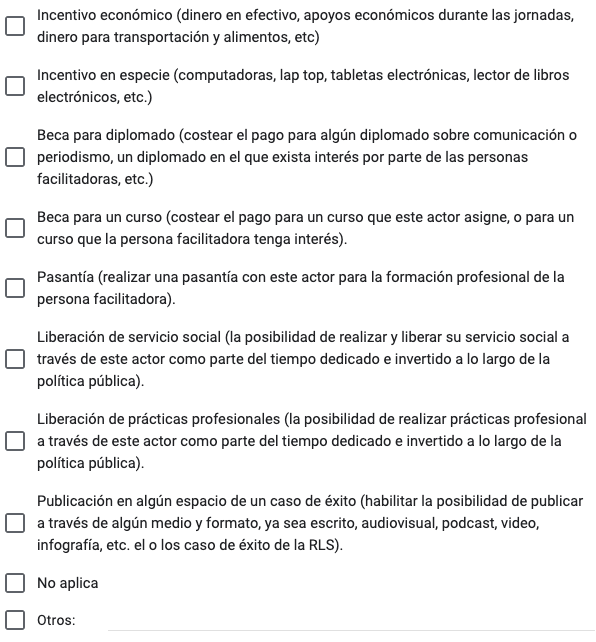 Incentivo económico (dinero en efectivo, apoyos económicos durante las jornadas,
dinero para transportación y alimentos, etc)
Incentivo en especie (computadoras, lap top, tabletas electrónicas, lector de libros
electrónicos, etc.)
Beca para diplomado (costear el pago para algún diplomado sobre comunicación o
periodismo, un diplomado en el que exista interés por parte de las personas
facilitadoras, etc.)
Beca para un curso (costear el pago para un curso que este actor asigne, o para un
curso que la persona facilitadora tenga interés).
Pasantía (realizar una pasantía con este actor para la formación profesional de la
persona facilitadora).
Liberación de servicio social (la posibilidad de realizar y liberar su servicio social a
través de este actor como parte del tiempo dedicado e invertido a lo largo de la
política pública).
Liberación de prácticas profesionales (la posibilidad de realizar prácticas profesional
a través de este actor como parte del tiempo dedicado e invertido a lo largo de la
política pública).
Publicación en algún espacio de un caso de éxito (habilitar la posibilidad de publicar
a través de algún medio y formato, ya sea escrito, audiovisual, podcast, video,
infografía, etc. el o los caso de éxito de la RLS).
No aplica
Otros: